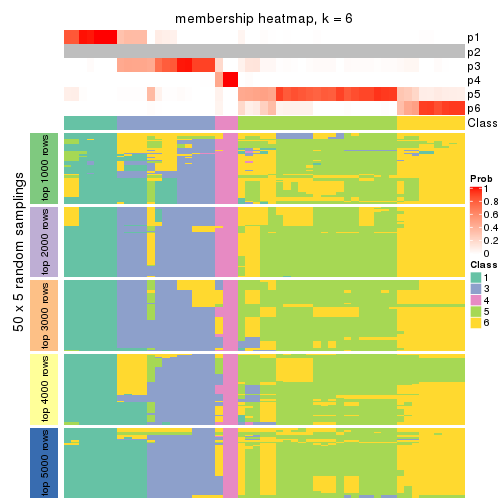 membership heatmap, k = 6
p1
p2
p3
p4
p5
p6
Class
50 x 5 random samplings
top 1000 rows
top 2000 rows
top 3000 rows
top 4000 rows
top 5000 rows
Prob
1
0.8
0.6
0.4
0.2
0
Class
1
3
4
5
6